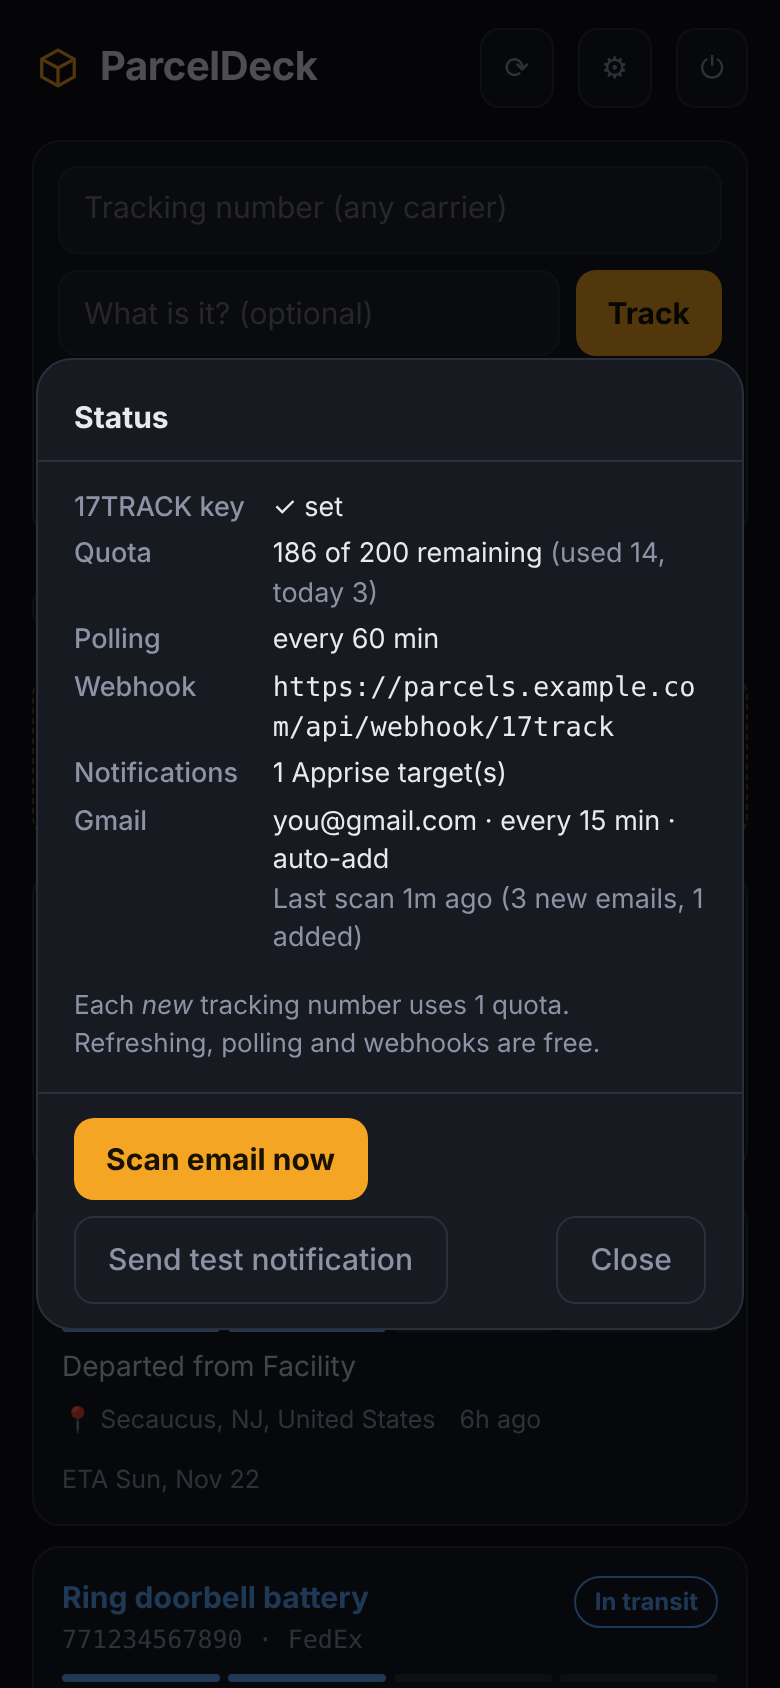 ParcelDeck
Tracking number (any carrier)
What is it? (optional)
Track
Status
17TRACK key ✓ set
Quota 186 of 200 remaining (used 14,
today 3)
Polling every 60 min
Webhook https://parcels.example.co
m/api/webhook/17track
Notifications 1 Apprise target(s)
Gmail you@gmail.com · every 15 min ·
auto-add
Last scan 1m ago (3 new emails, 1
added)
Each new tracking number uses 1 quota.
Refreshing, polling and webhooks are free.
Scan email now
Send test notification
Close
Departed from Facility
📍 Secaucus, NJ, United States 6h ago
ETA Sun, Nov 22
Ring doorbell battery
In transit
771234567890 · FedEx